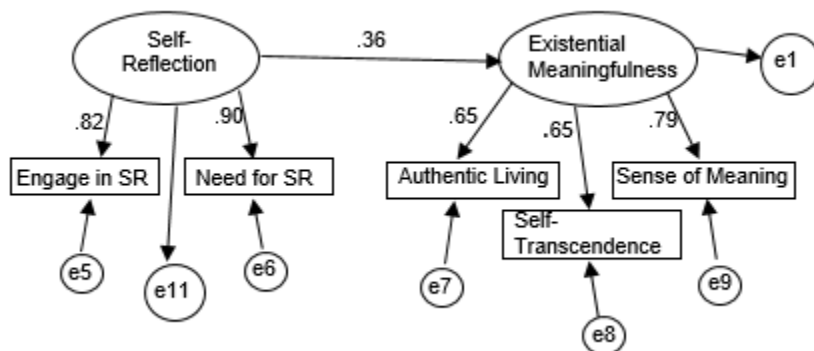 Self-
Reflection
.36
Existential
Meaningfulness
e1
.82
.90
.65
.65
.79
Engage in SR
Need for SR
Authentic Living
Sense of Meaning
Self-
Transcendence
e5
e11
e6
e7
e8
e9